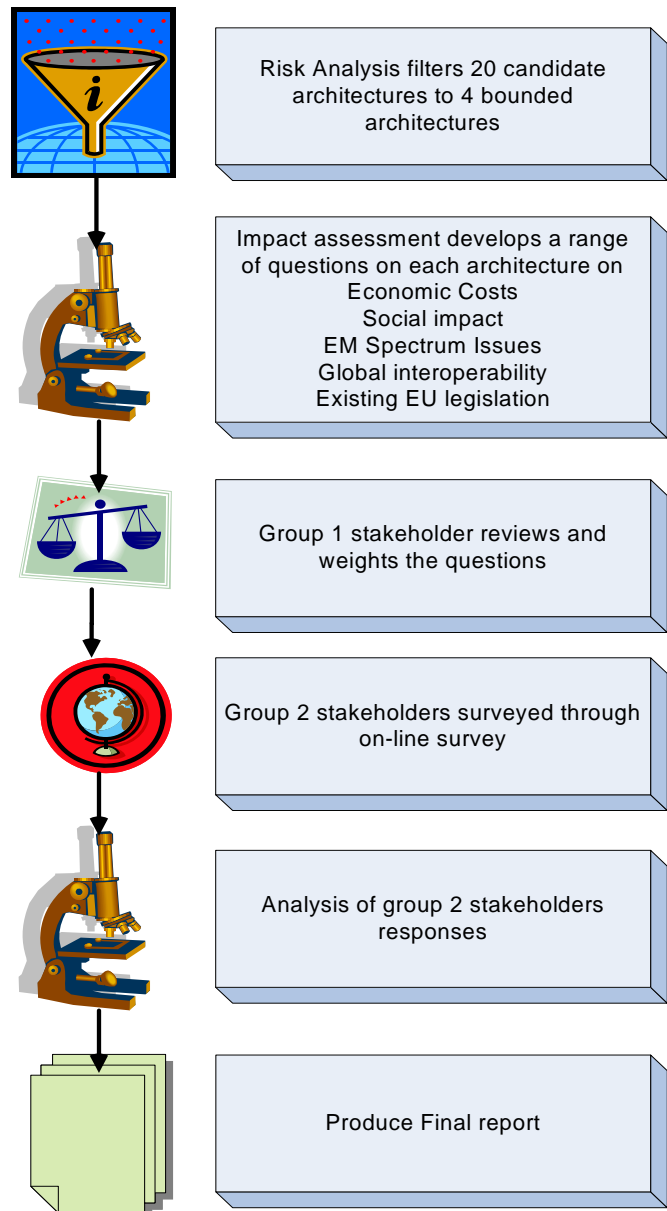 i
Risk Analysis filters 20 candidate
architectures to 4 bounded
architectures
Impact assessment develops a range
of questions on each architecture on
Economic Costs
Social impact
EM Spectrum Issues
Global interoperability
Existing EU legislation
Group 1 stakeholder reviews and
weights the questions
Group 2 stakeholders surveyed through
on-line survey
Analysis of group 2 stakeholders
responses
Produce Final report